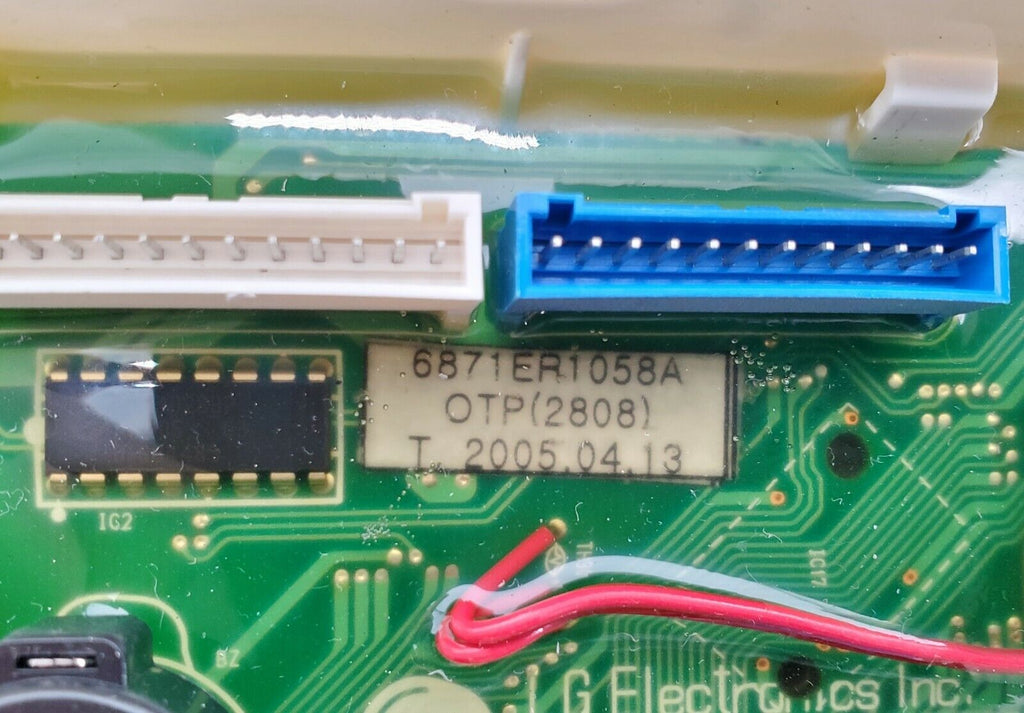 6871ER1058A
OTP(2808)
T 2005.04.13
IG2
BZ
LG Electronics Inc.